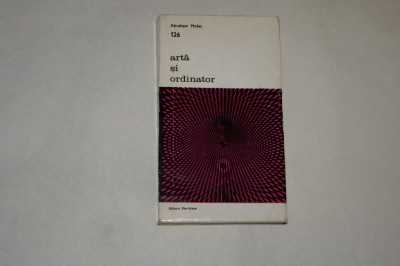 Abraham Moles
126
artă
și
ordinator
Editura Meridiane